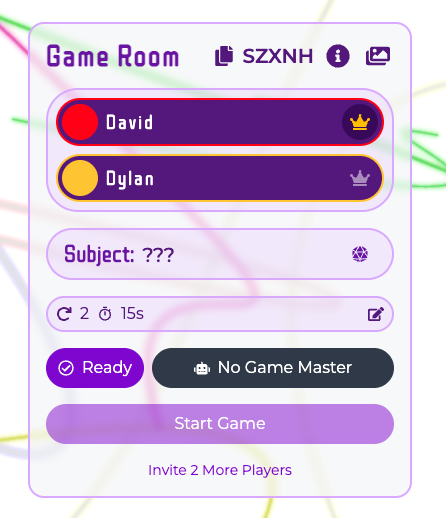 Game Room SZXNH
David
Dylan
Subject: ???
2 15s
Ready No Game Master
Start Game
Invite 2 More Players